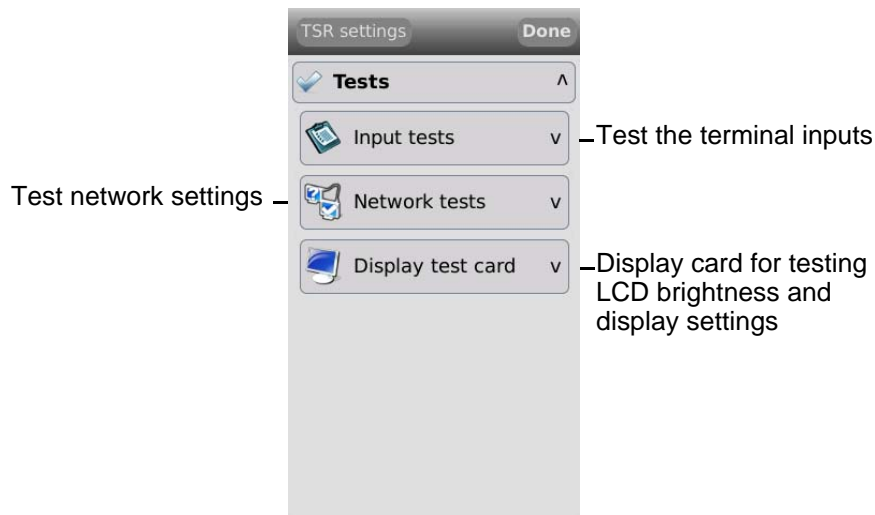 TSR settings Done
Tests ʌ
Input tests v
Test the terminal inputs
Test network settings
Network tests v
Display test card v
Display card for testing
LCD brightness and
display settings